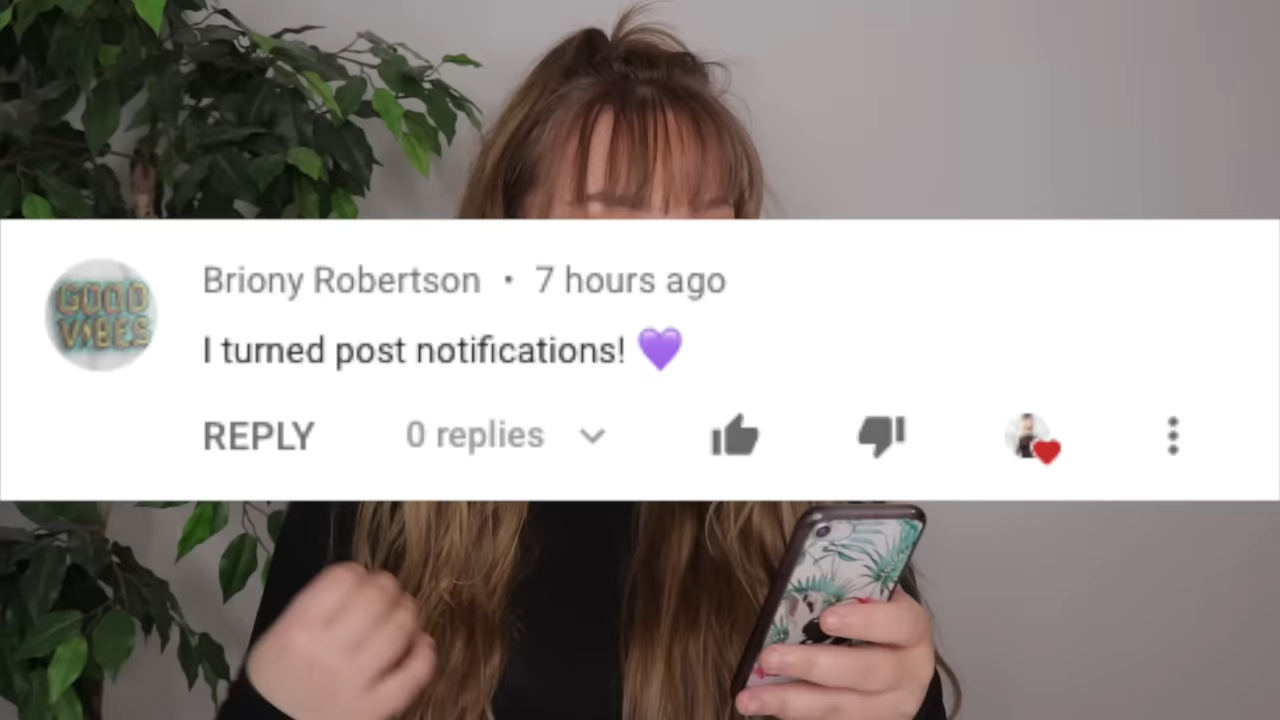 GOOD
VIBES
Briony Robertson • 7 hours ago
I turned post notifications! 💜
REPLY 0 replies